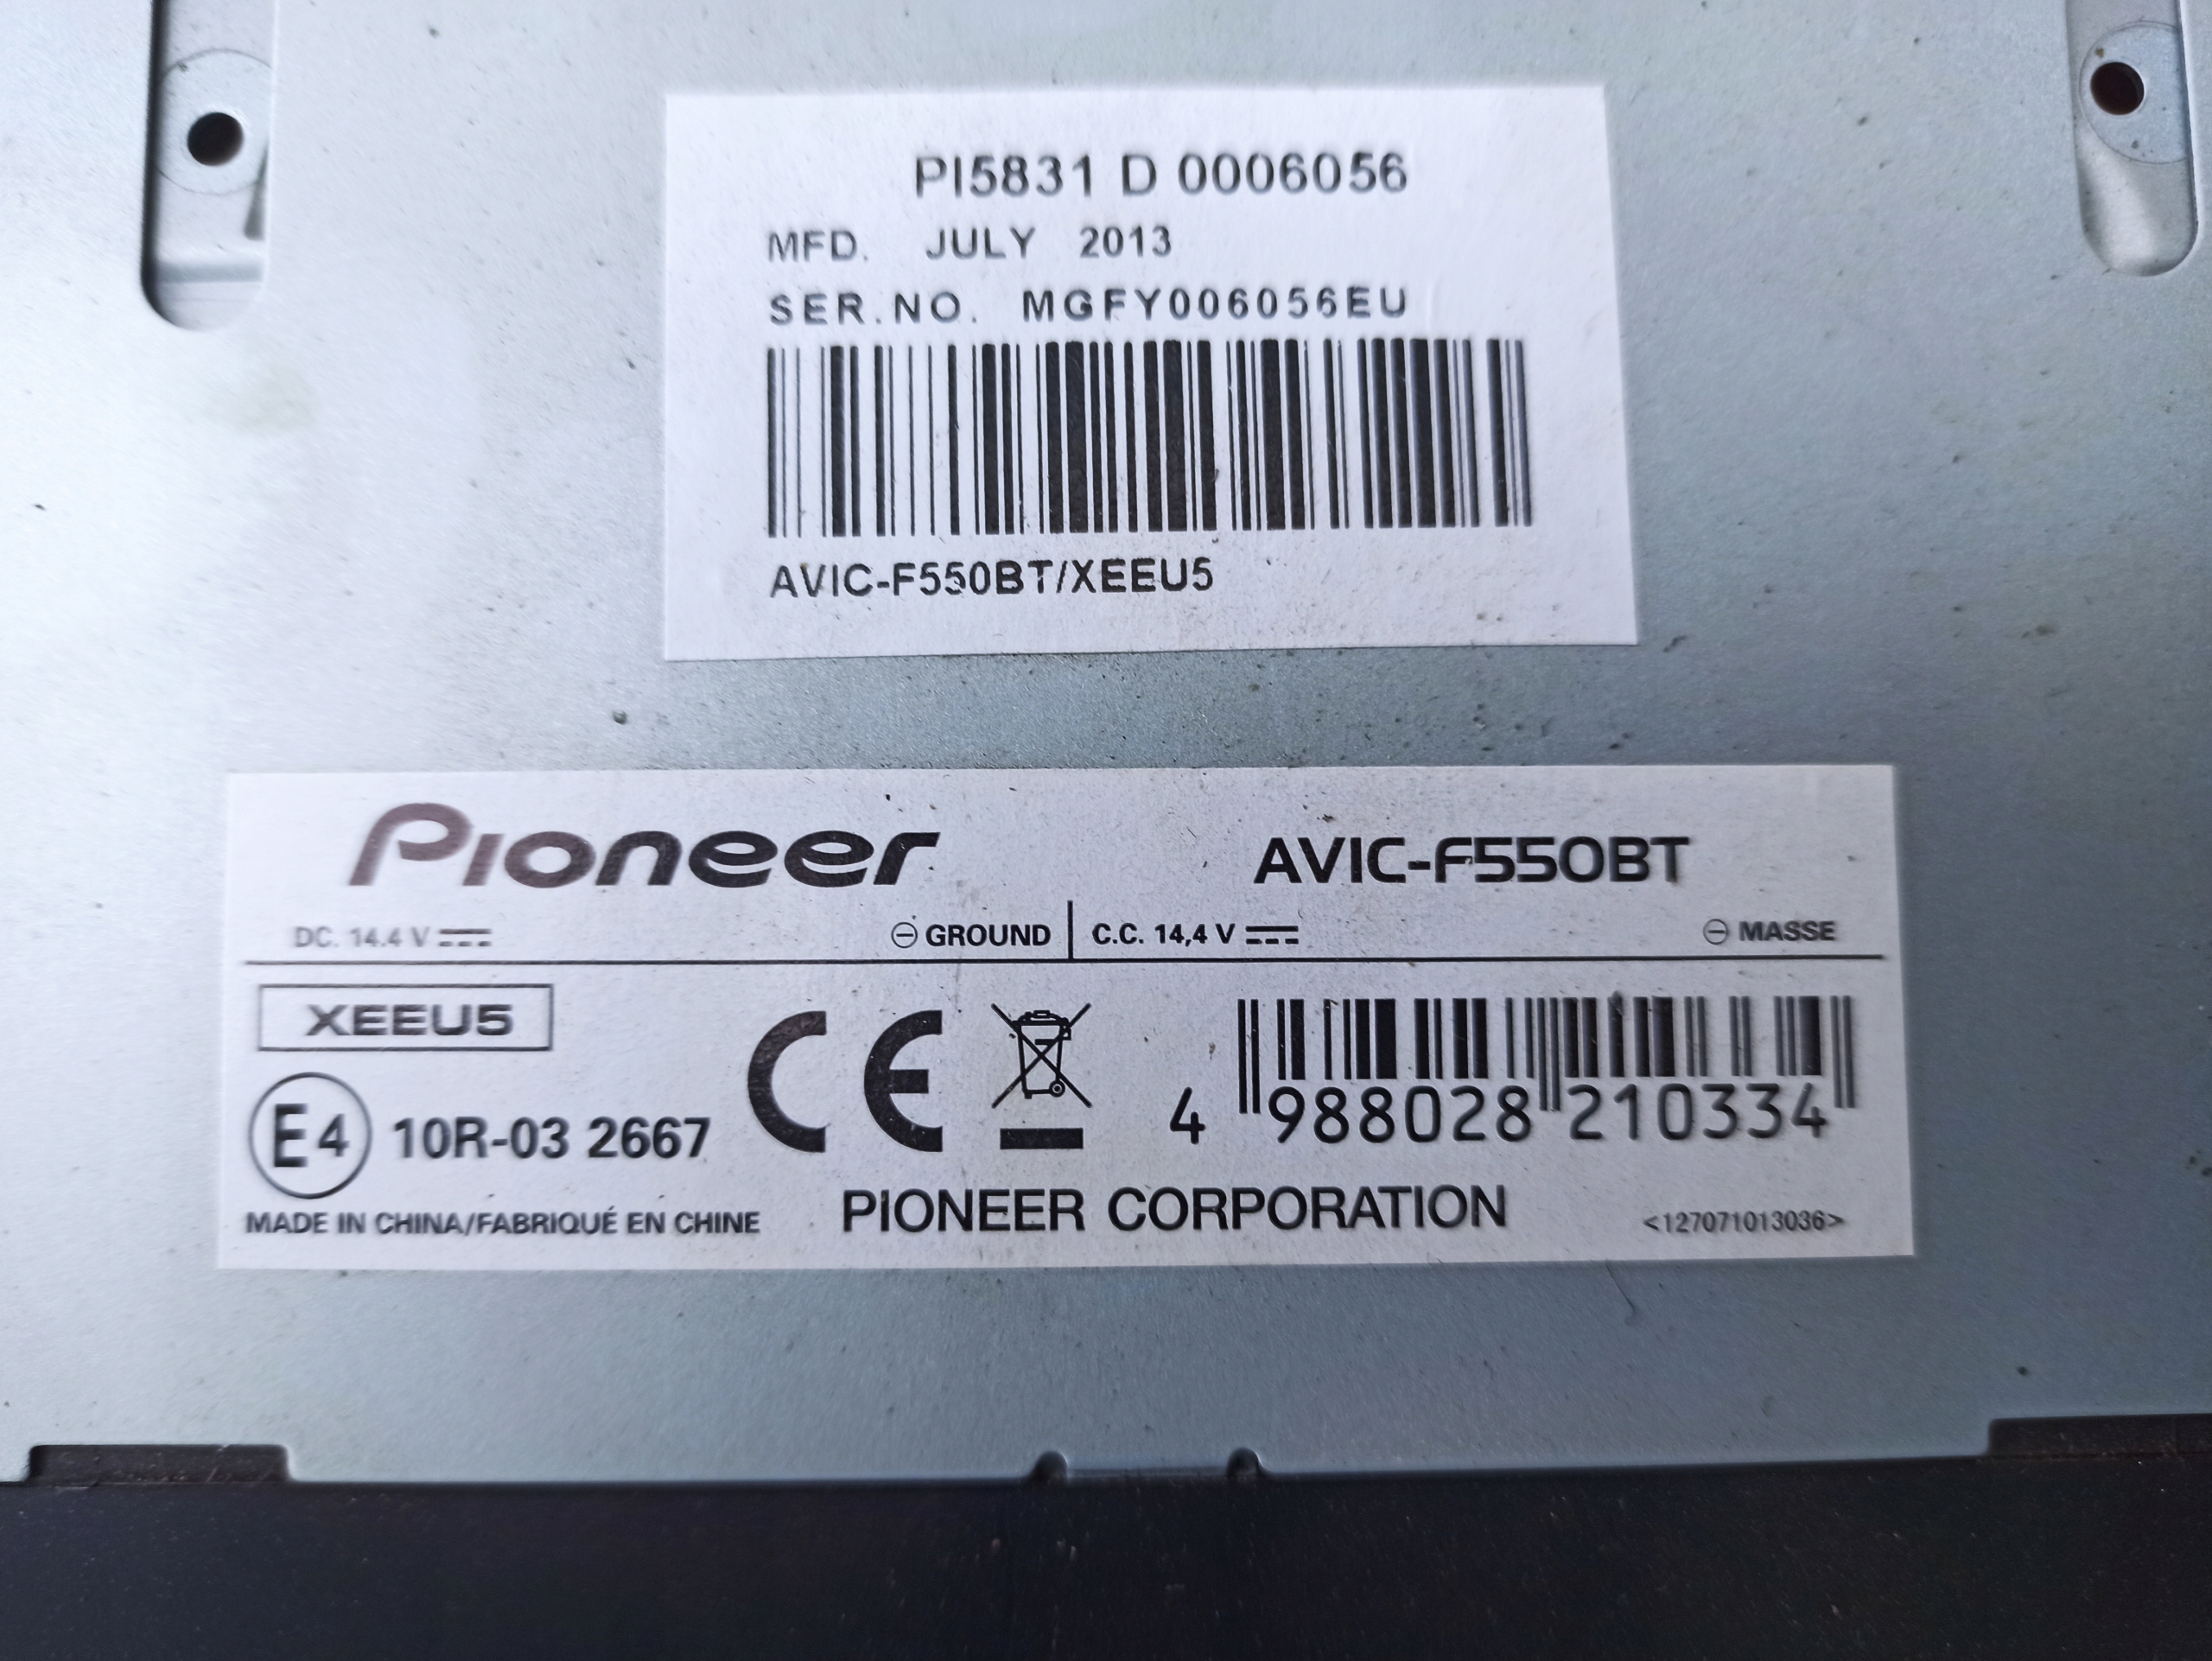 PI5831 D 0006056
MFD. JULY 2013
SER.NO. MGFY006056EU
AVIC-F550BT/XEEU5
Pioneer AVIC-F550BT
DC. 14.4 V ⎓ ⊖ GROUND C.C. 14,4 V ⎓ ⊖ MASSE
XEEU5
E4 10R-03 2667 CE 4 988028 210334
MADE IN CHINA/FABRIQUÉ EN CHINE PIONEER CORPORATION <127071013036>